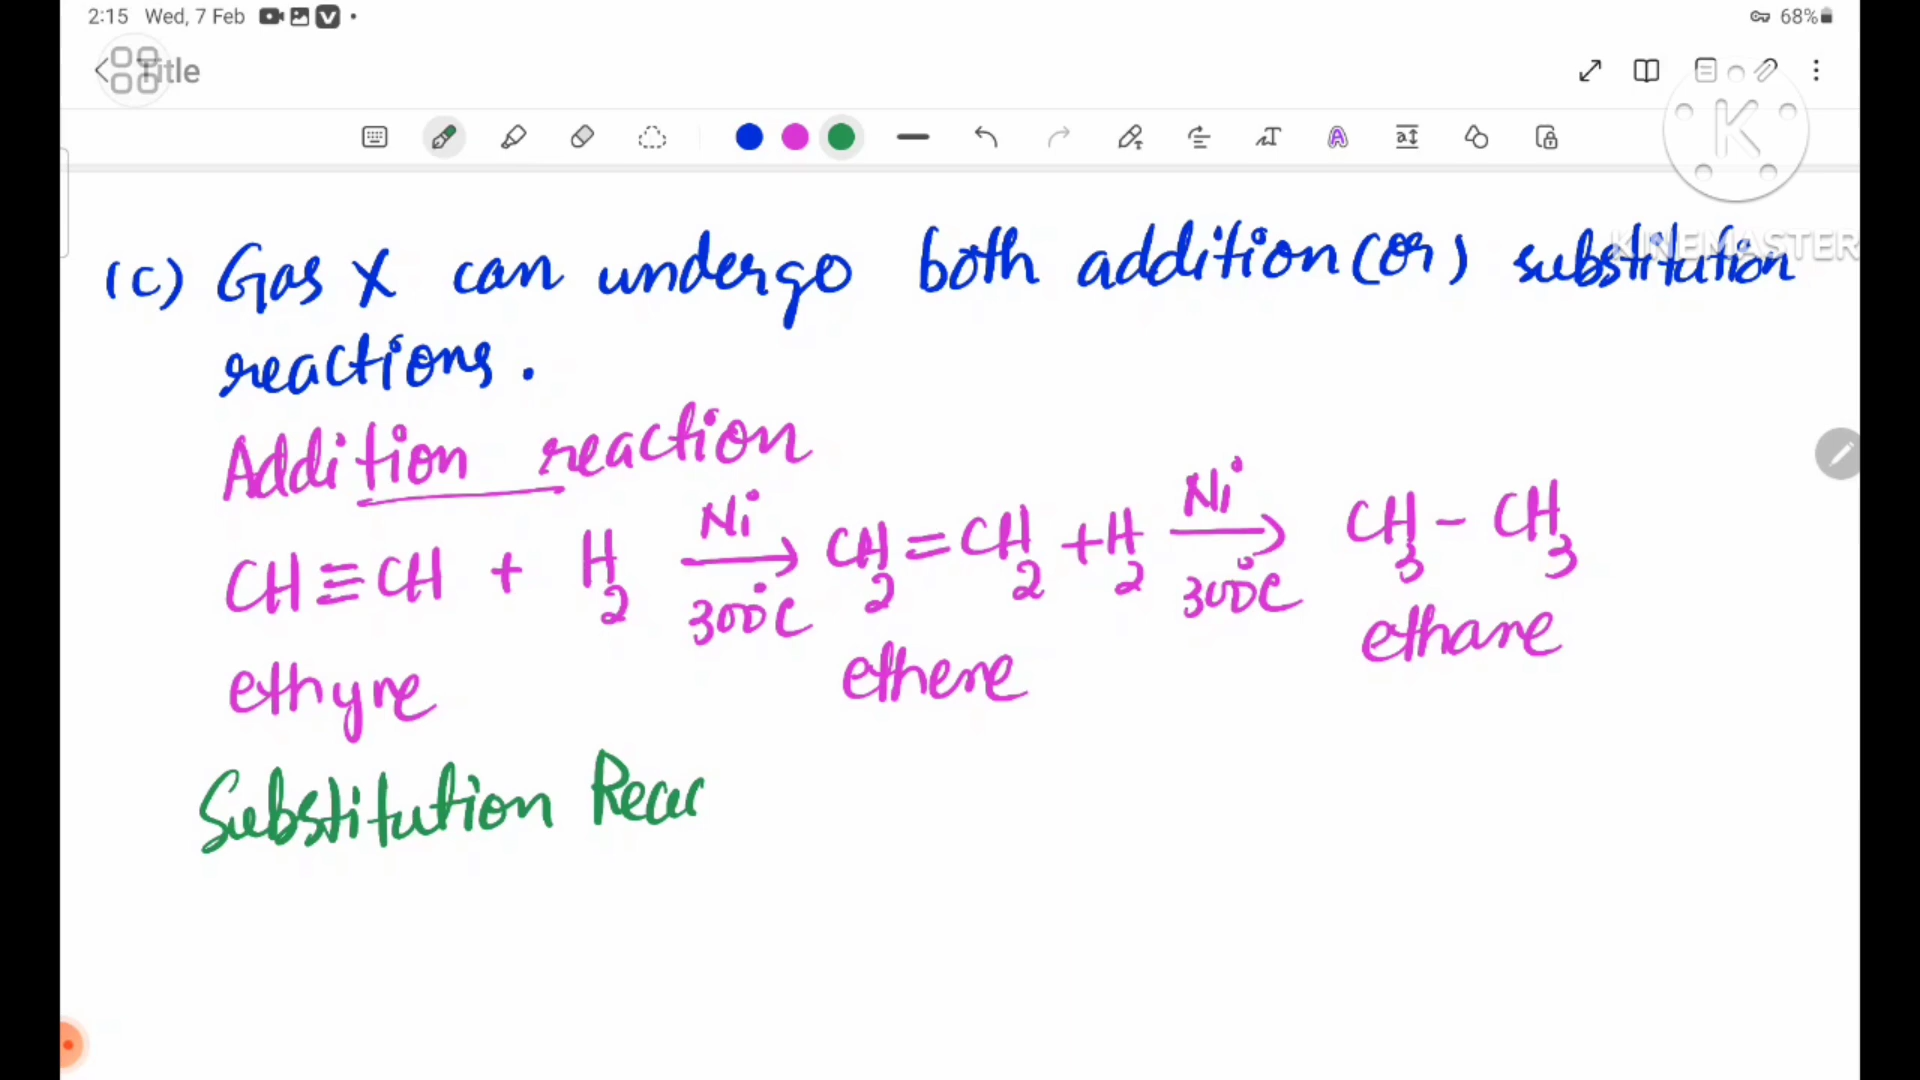 2:15 Wed, 7 Feb
68%
Title
KINEMASTER
(c) Gas X can undergo both addition (or) substitution
reactions.
Addition reaction
CH≡CH + H₂ Ni → 300°C CH₂=CH₂ + H₂ Ni → 300°C CH₃-CH₃
ethyne ethene ethane
Substitution Reac